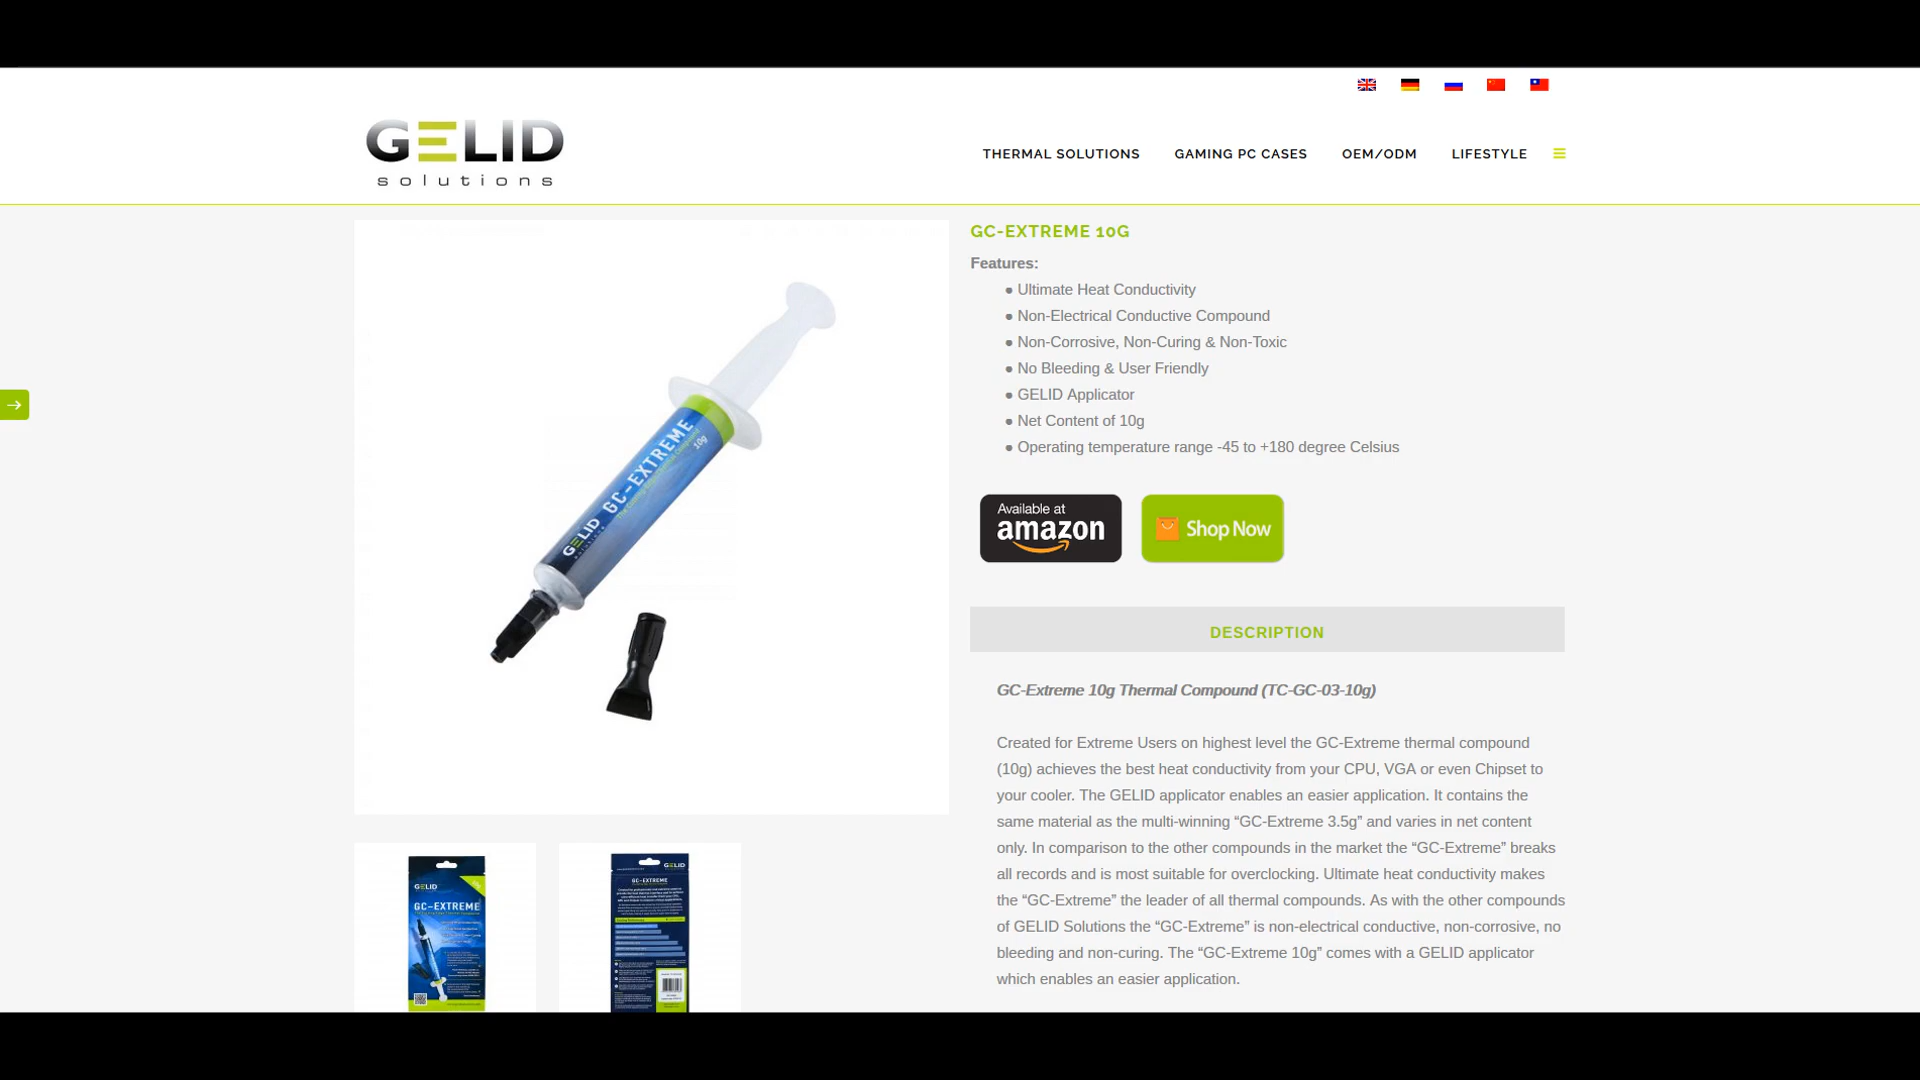 GELID
solutions
THERMAL SOLUTIONS
GAMING PC CASES
OEM/ODM
LIFESTYLE
GC-EXTREME
10g
GELID
GC-EXTREME 10G
Features:
● Ultimate Heat Conductivity
● Non-Electrical Conductive Compound
● Non-Corrosive, Non-Curing & Non-Toxic
● No Bleeding & User Friendly
● GELID Applicator
● Net Content of 10g
● Operating temperature range -45 to +180 degree Celsius
Available at
amazon
Shop Now
DESCRIPTION
GC-Extreme 10g Thermal Compound (TC-GC-03-10g)
Created for Extreme Users on highest level the GC-Extreme thermal compound
(10g) achieves the best heat conductivity from your CPU, VGA or even Chipset to
your cooler. The GELID applicator enables an easier application. It contains the
same material as the multi-winning “GC-Extreme 3.5g” and varies in net content
only. In comparison to the other compounds in the market the “GC-Extreme” breaks
all records and is most suitable for overclocking. Ultimate heat conductivity makes
the “GC-Extreme” the leader of all thermal compounds. As with the other compounds
of GELID Solutions the “GC-Extreme” is non-electrical conductive, non-corrosive, no
bleeding and non-curing. The “GC-Extreme 10g” comes with a GELID applicator
which enables an easier application.
GELID
GC-EXTREME
GELID
GC-EXTREME